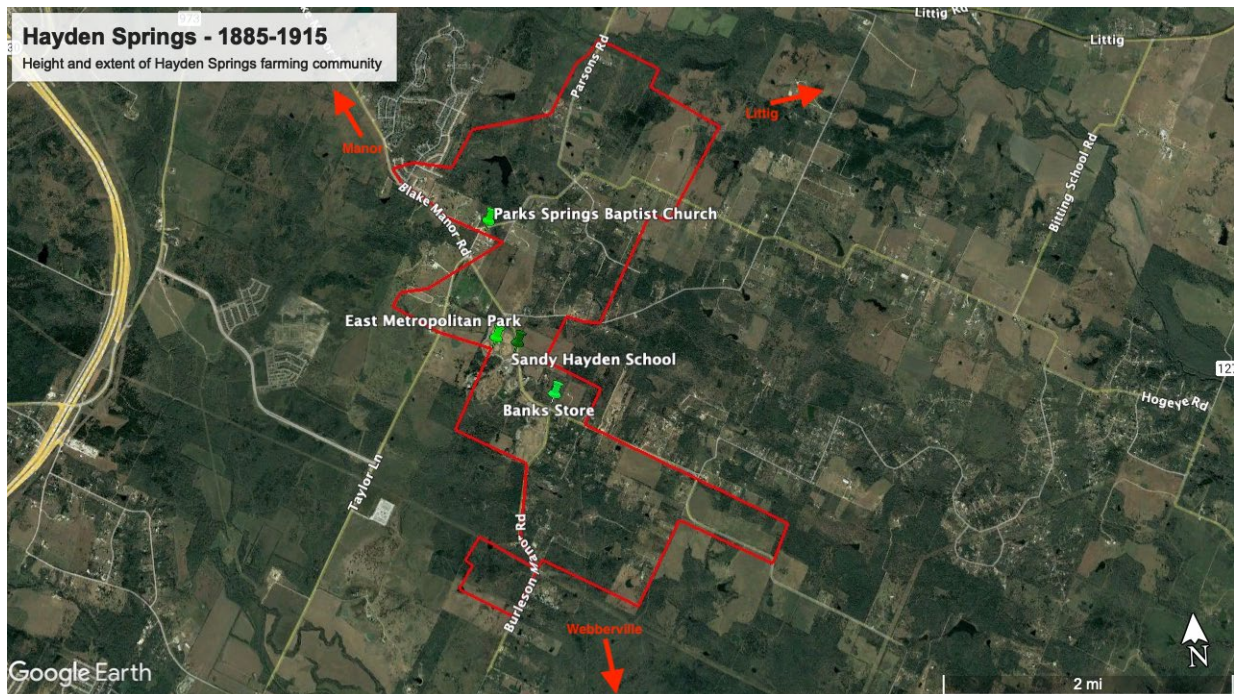 Hayden Springs - 1885-1915
Height and extent of Hayden Springs farming community
973
Littig Rd
Littig
Parsons Rd
Manor
Littig
Blake Manor Rd
Bitting School Rd
Parks Springs Baptist Church
East Metropolitan Park
Sandy Hayden School
Banks Store
Hogeye Rd
Taylor Ln
Rd
Burleson
Webberville
N
Google Earth
2 mi